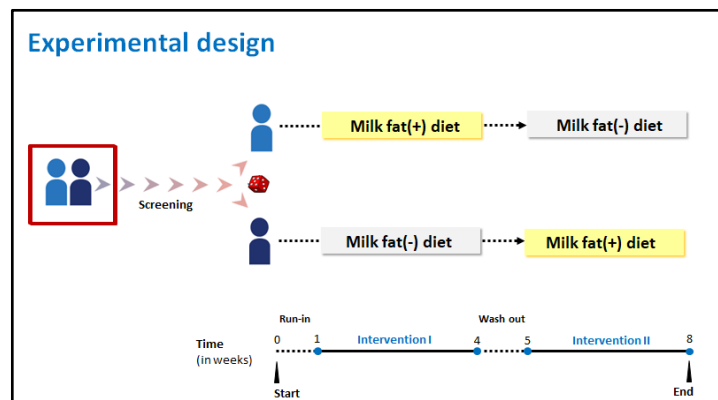 Experimental design
Milk fat(+) diet
Milk fat(-) diet
Screening
Milk fat(-) diet
Milk fat(+) diet
Run-in
Wash out
Time
(in weeks)
0
1
Intervention I
4
5
Intervention II
8
Start
End